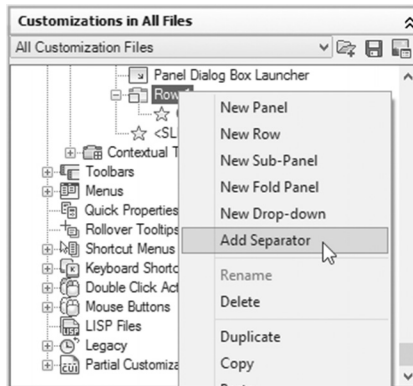 Customizations in All Files
All Customization Files
Panel Dialog Box Launcher
Row 1
<SL
Contextual T
Toolbars
Menus
Quick Properties
Rollover Tooltips
Shortcut Menus
Keyboard Shortc
Double Click Act
Mouse Buttons
LISP Files
Legacy
Partial Customiza
New Panel
New Row
New Sub-Panel
New Fold Panel
New Drop-down
Add Separator
Rename
Delete
Duplicate
Copy